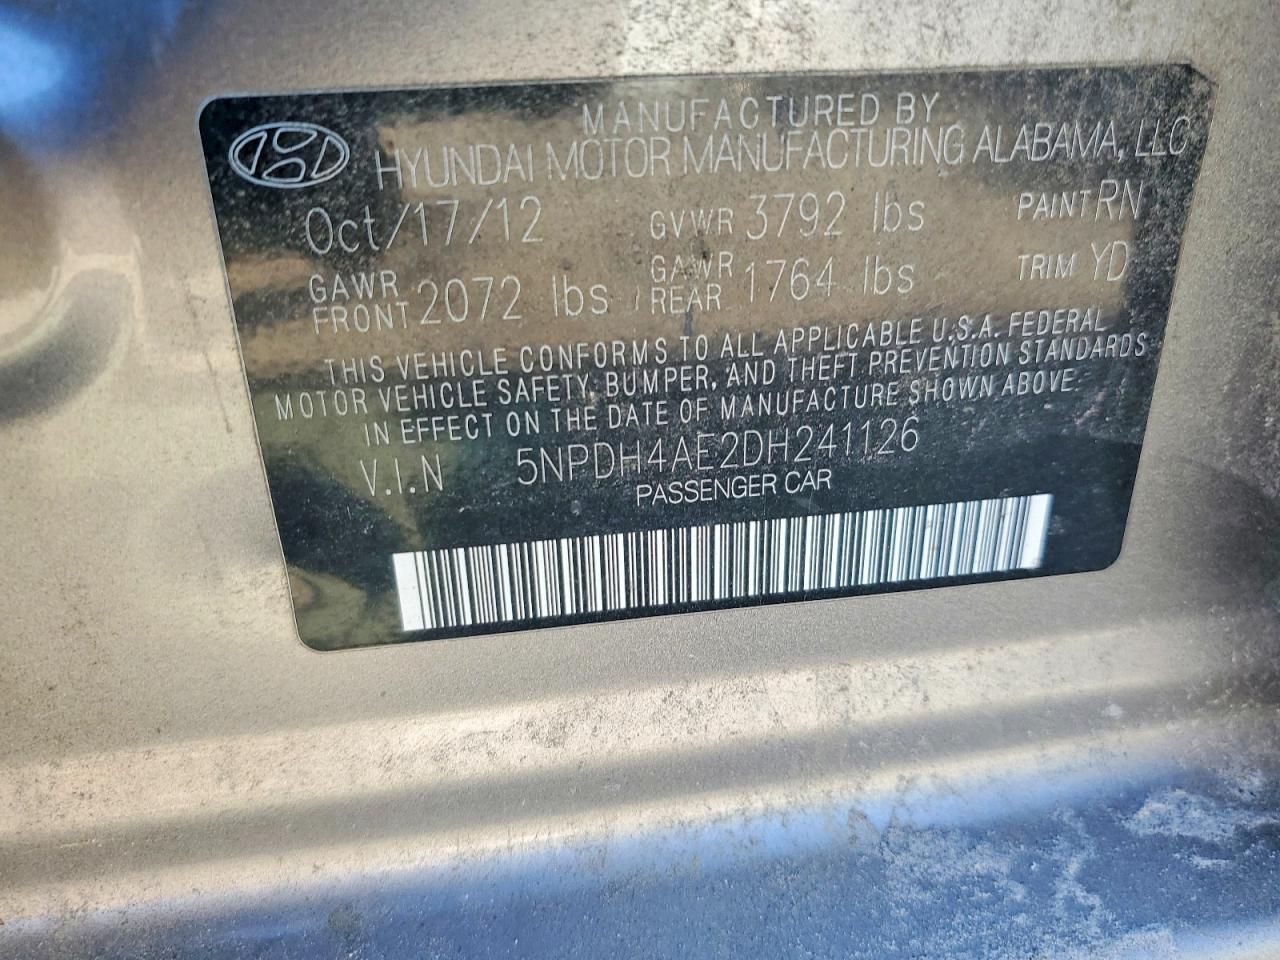 MANUFACTURED BY
HYUNDAI MOTOR MANUFACTURING ALABAMA, LLC
Oct/17/12 GVWR 3792 lbs PAINT RN
GAWR FRONT 2072 lbs GAWR REAR 1764 lbs TRIM YD
THIS VEHICLE CONFORMS TO ALL APPLICABLE U.S.A. FEDERAL
MOTOR VEHICLE SAFETY, BUMPER, AND THEFT PREVENTION STANDARDS
IN EFFECT ON THE DATE OF MANUFACTURE SHOWN ABOVE.
V.I.N 5NPDH4AE2DH241126
PASSENGER CAR